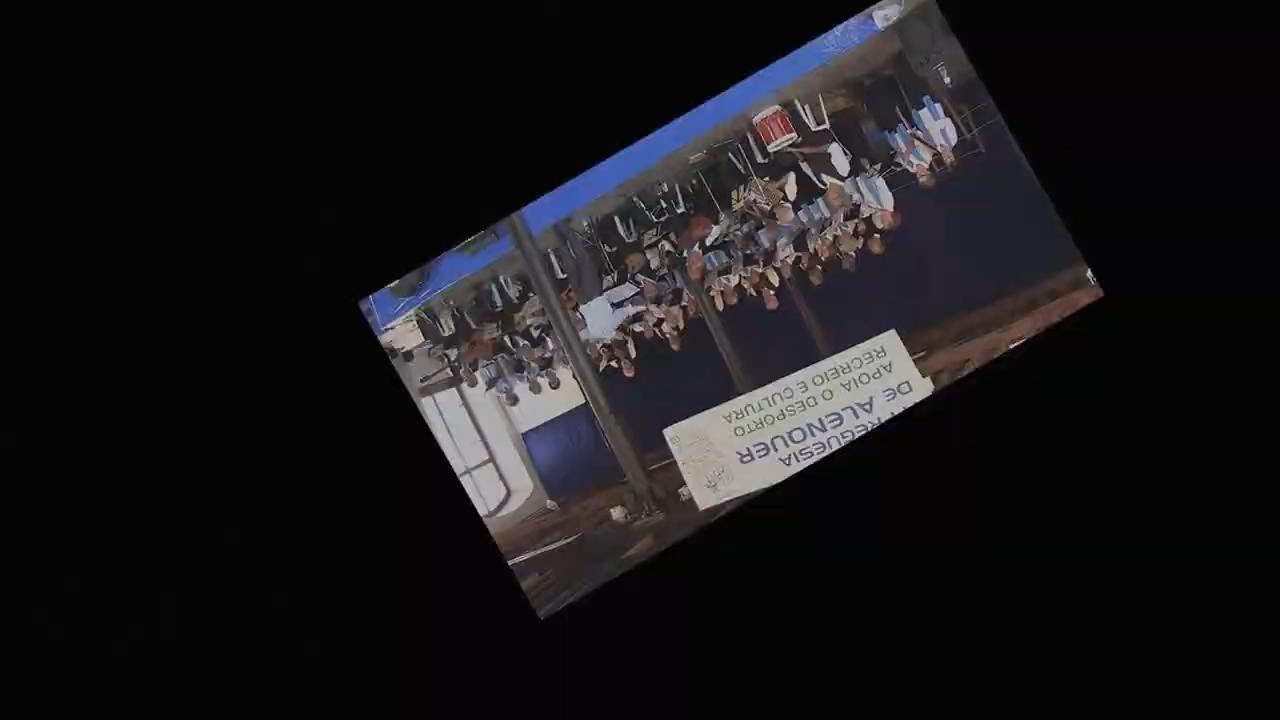 FREGUESIA
DE ALENQUER
APOIA O DESPORTO
RECREIO E CULTURA